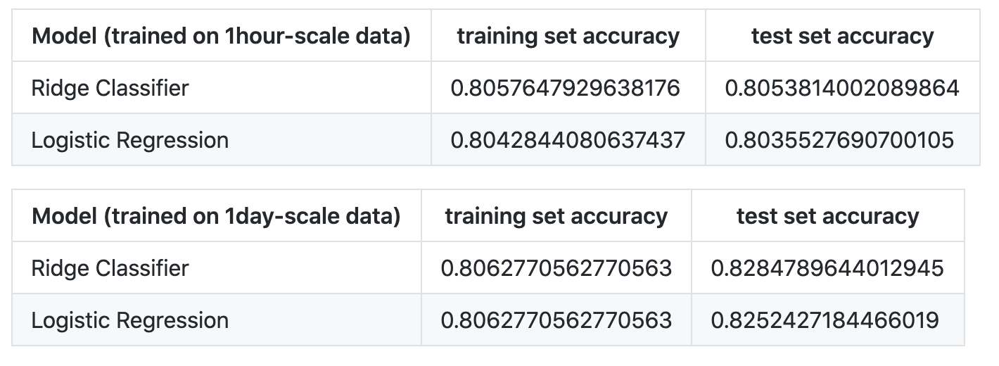 Model (trained on 1hour-scale data) training set accuracy test set accuracy
Ridge Classifier 0.8057647929638176 0.8053814002089864
Logistic Regression 0.8042844080637437 0.8035527690700105
Model (trained on 1day-scale data) training set accuracy test set accuracy
Ridge Classifier 0.8062770562770563 0.8284789644012945
Logistic Regression 0.8062770562770563 0.8252427184466019